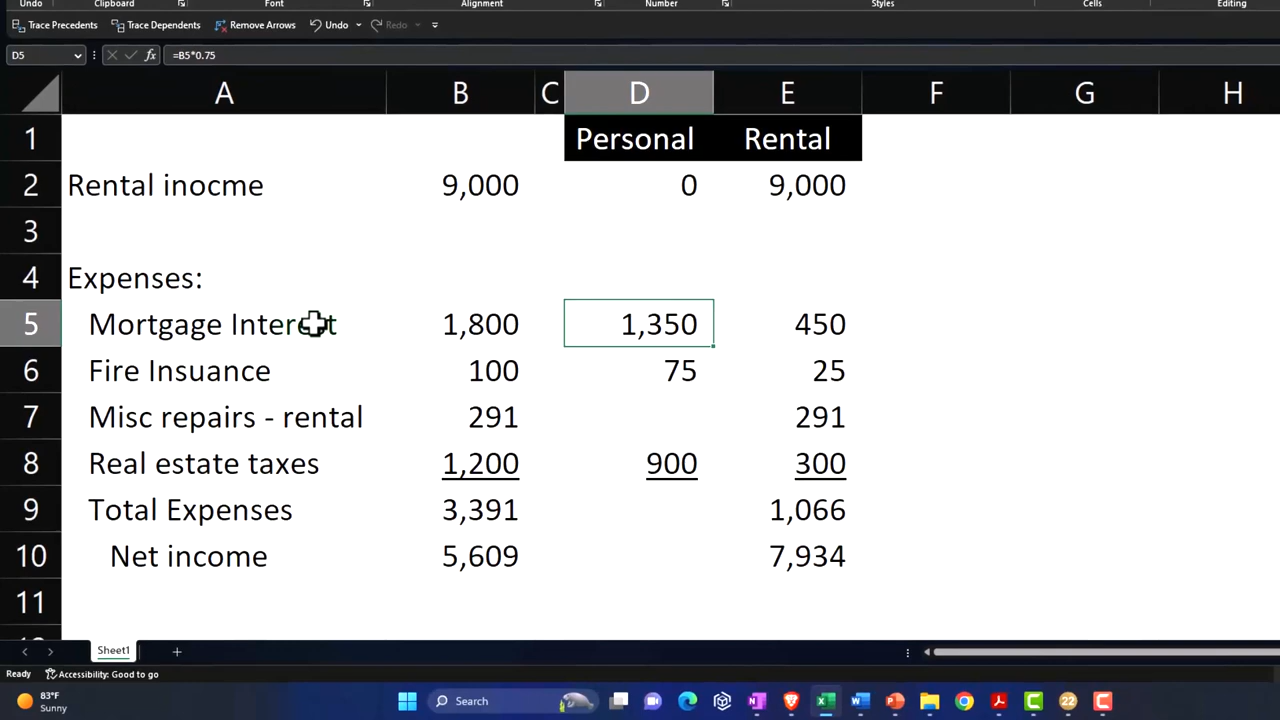 Undo Clipboard Font Alignment Number Styles Cells Editing
Trace Precedents Trace Dependents Remove Arrows Undo Redo
D5 fx =B5*0.75
A B C D E F G H
1 Personal Rental
2 Rental inocme 9,000 0 9,000
3
4 Expenses:
5 Mortgage Interest 1,800 1,350 450
6 Fire Insuance 100 75 25
7 Misc repairs - rental 291 291
8 Real estate taxes 1,200 900 300
9 Total Expenses 3,391 1,066
10 Net income 5,609 7,934
11
Sheet1
Ready Accessibility: Good to go
83°F Search 22
Sunny